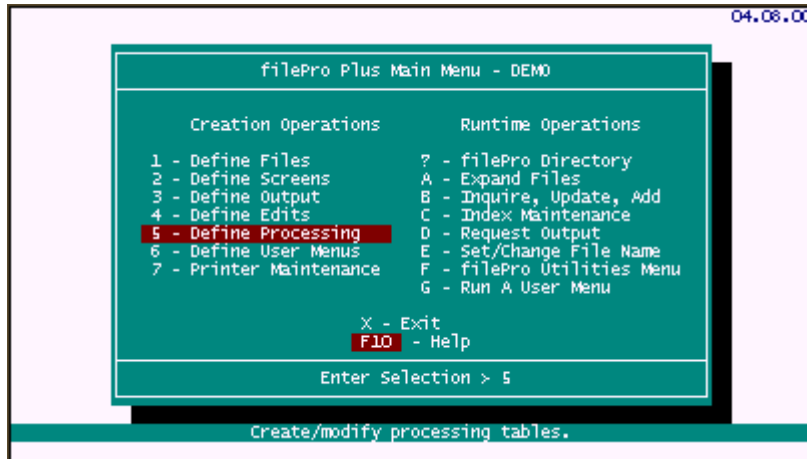 04.08.00
filePro Plus Main Menu - DEMO
Creation Operations
1 - Define Files
2 - Define Screens
3 - Define Output
4 - Define Edits
5 - Define Processing
6 - Define User Menus
7 - Printer Maintenance
Runtime Operations
? - filePro Directory
A - Expand Files
B - Inquire, Update, Add
C - Index Maintenance
D - Request Output
E - Set/Change File Name
F - filePro Utilities Menu
G - Run A User Menu
X - Exit
F10 - Help
Enter Selection > 5
Create/modify processing tables.